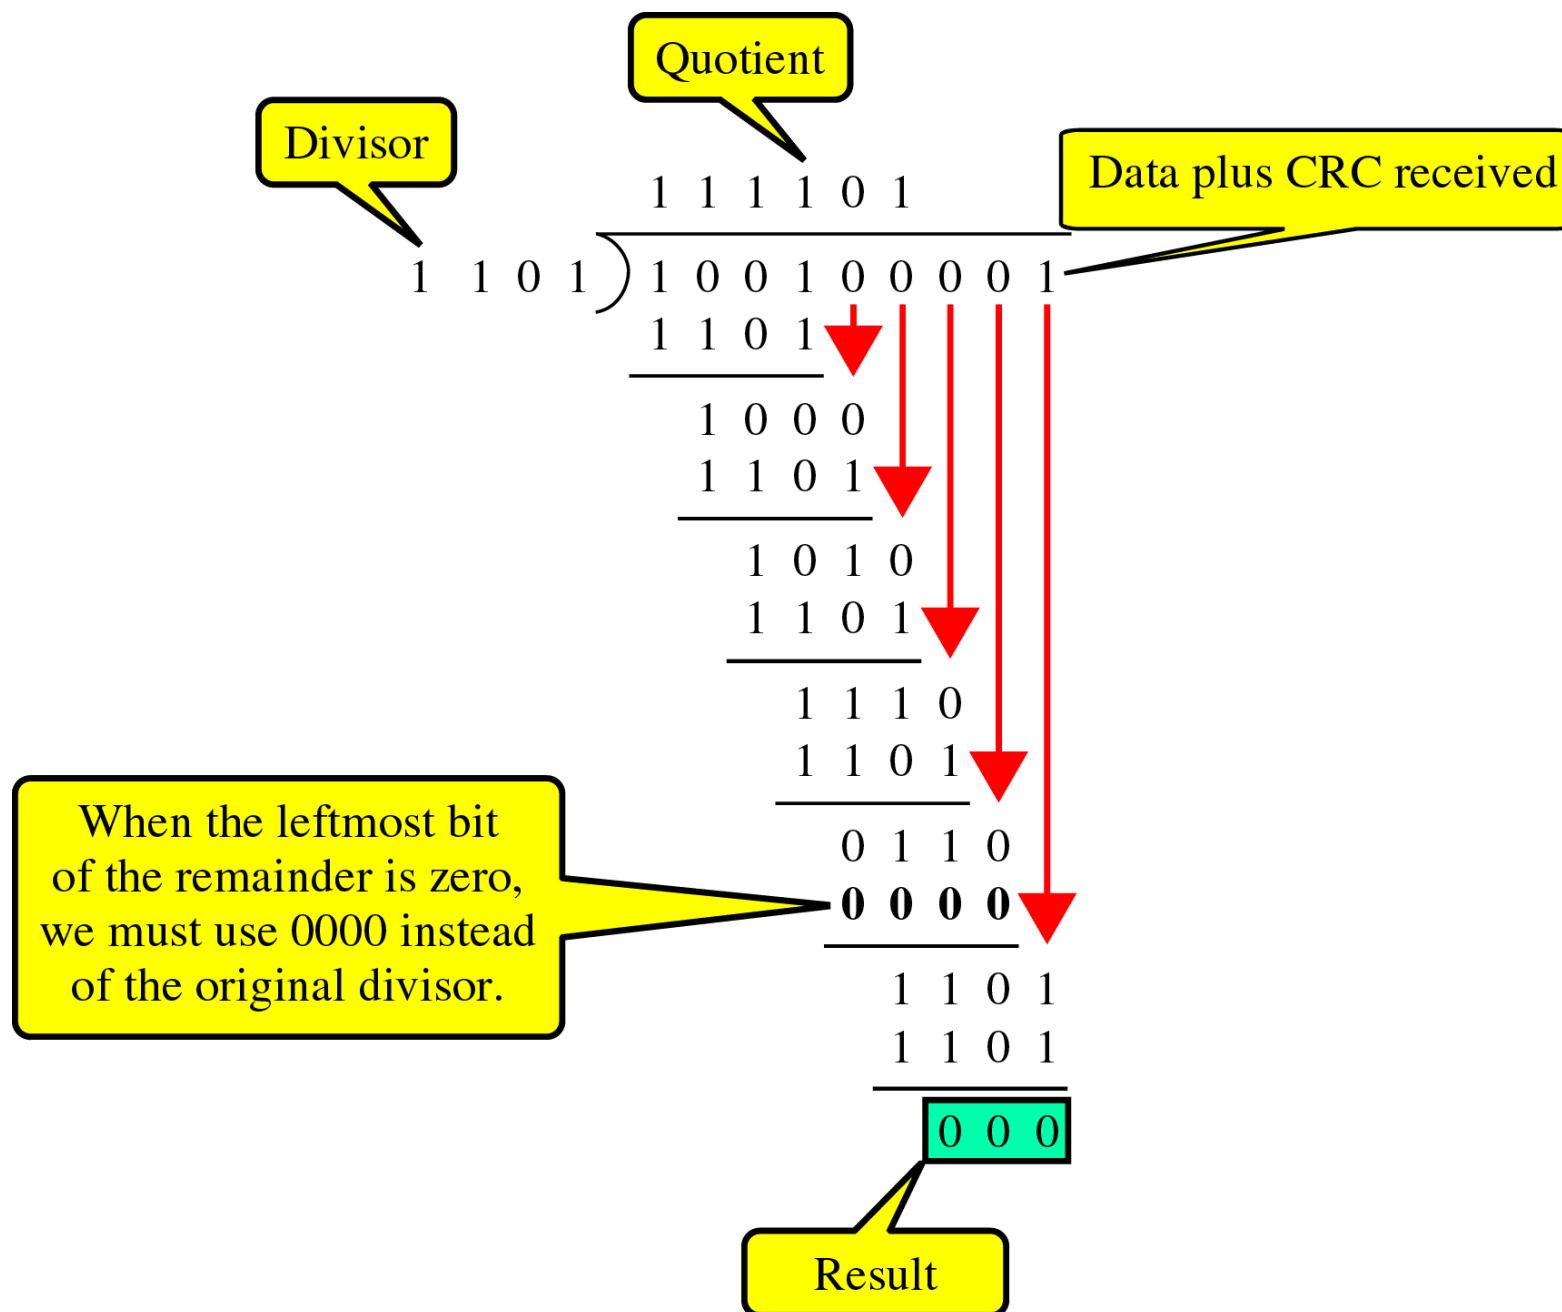 Quotient
Divisor
Data plus CRC received
1 1 1 1 0 1
1 1 0 1 1 0 0 1 0 0 0 0 1
1 1 0 1
1 0 0 0
1 1 0 1
1 0 1 0
1 1 0 1
1 1 1 0
1 1 0 1
When the leftmost bit
of the remainder is zero,
we must use 0000 instead
of the original divisor.
0 1 1 0
0 0 0 0
1 1 0 1
1 1 0 1
0 0 0
Result